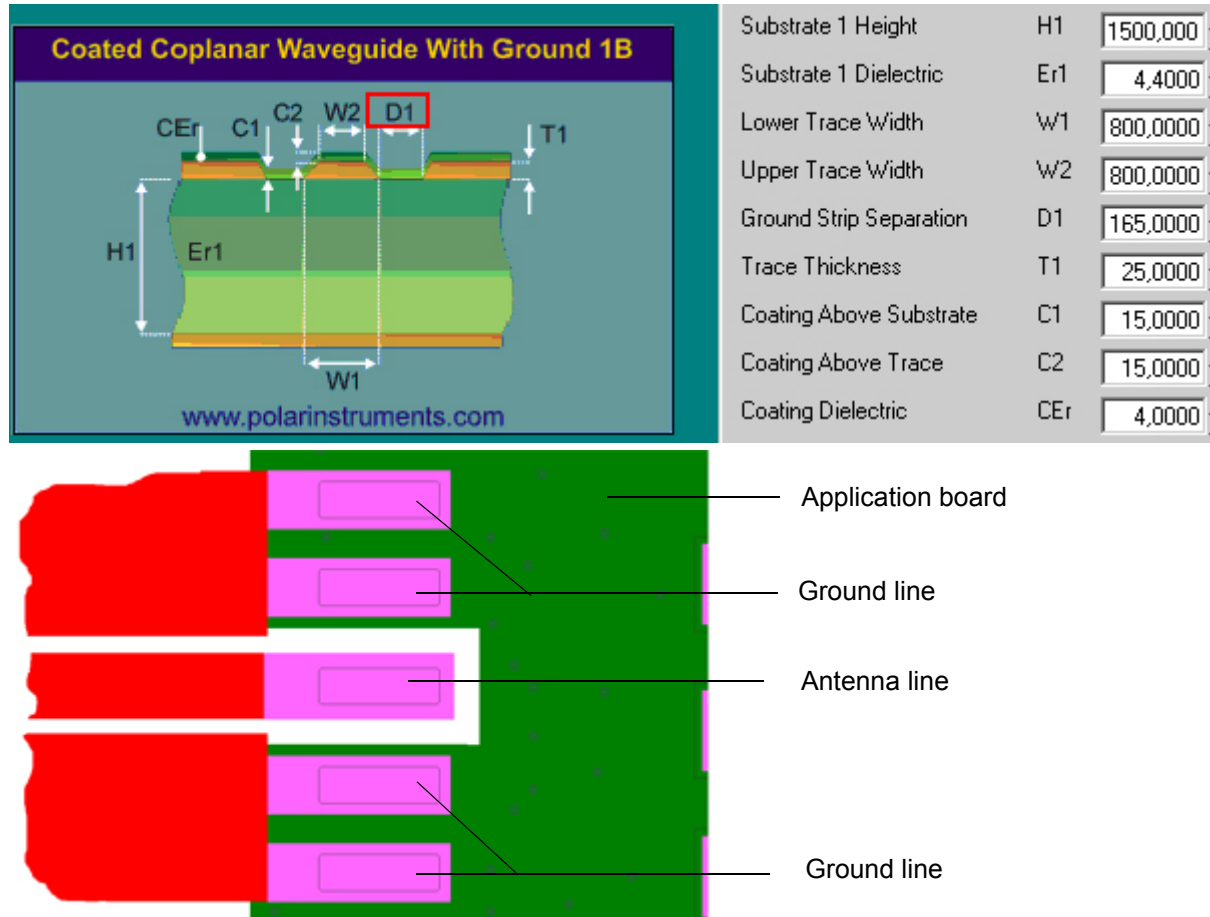 Coated Coplanar Waveguide With Ground 1B
CEr
C1
C2
W2
D1
T1
H1
Er1
W1
www.polarinstruments.com
Substrate 1 Height H1 1500,000
Substrate 1 Dielectric Er1 4,4000
Lower Trace Width W1 800,0000
Upper Trace Width W2 800,0000
Ground Strip Separation D1 165,0000
Trace Thickness T1 25,0000
Coating Above Substrate C1 15,0000
Coating Above Trace C2 15,0000
Coating Dielectric CEr 4,0000
Application board
Ground line
Antenna line
Ground line